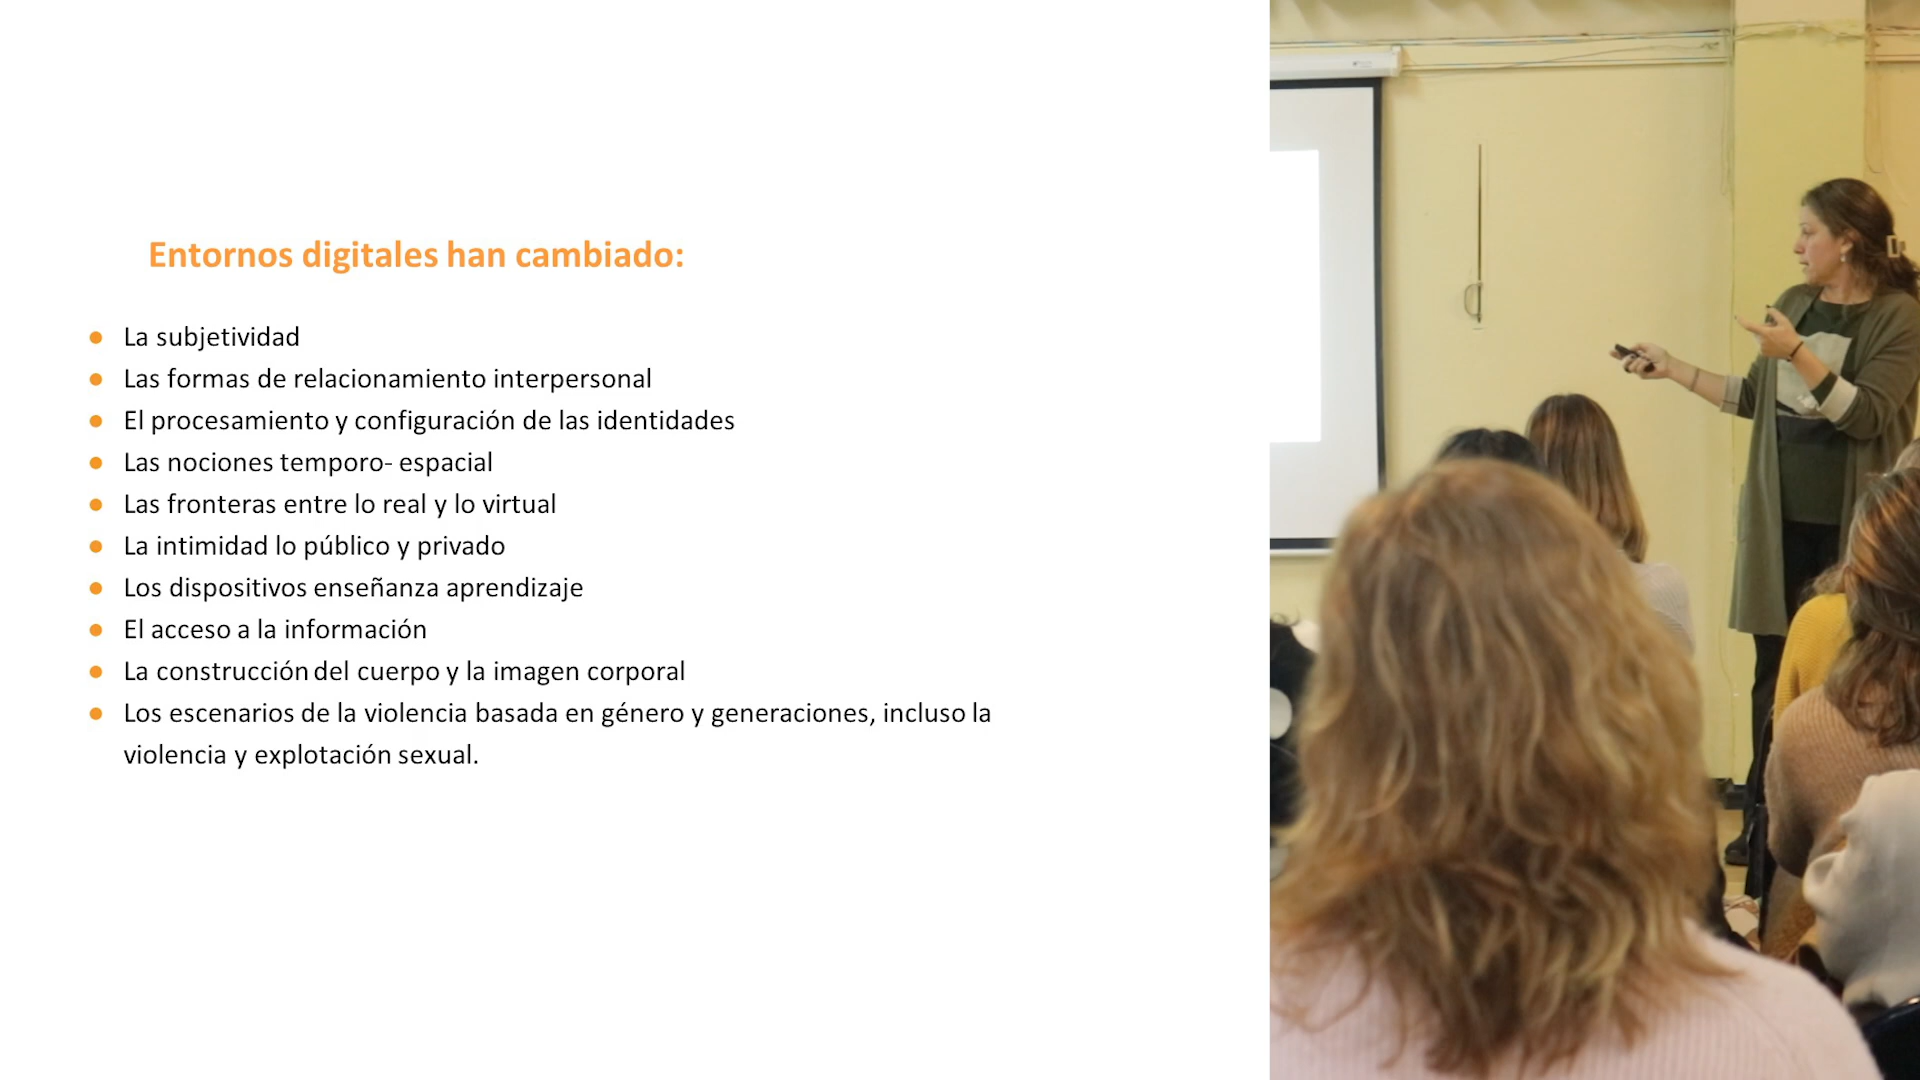 Entornos digitales han cambiado:
● La subjetividad
● Las formas de relacionamiento interpersonal
● El procesamiento y configuración de las identidades
● Las nociones temporo- espacial
● Las fronteras entre lo real y lo virtual
● La intimidad lo público y privado
● Los dispositivos enseñanza aprendizaje
● El acceso a la información
● La construcción del cuerpo y la imagen corporal
● Los escenarios de la violencia basada en género y generaciones, incluso la
violencia y explotación sexual.